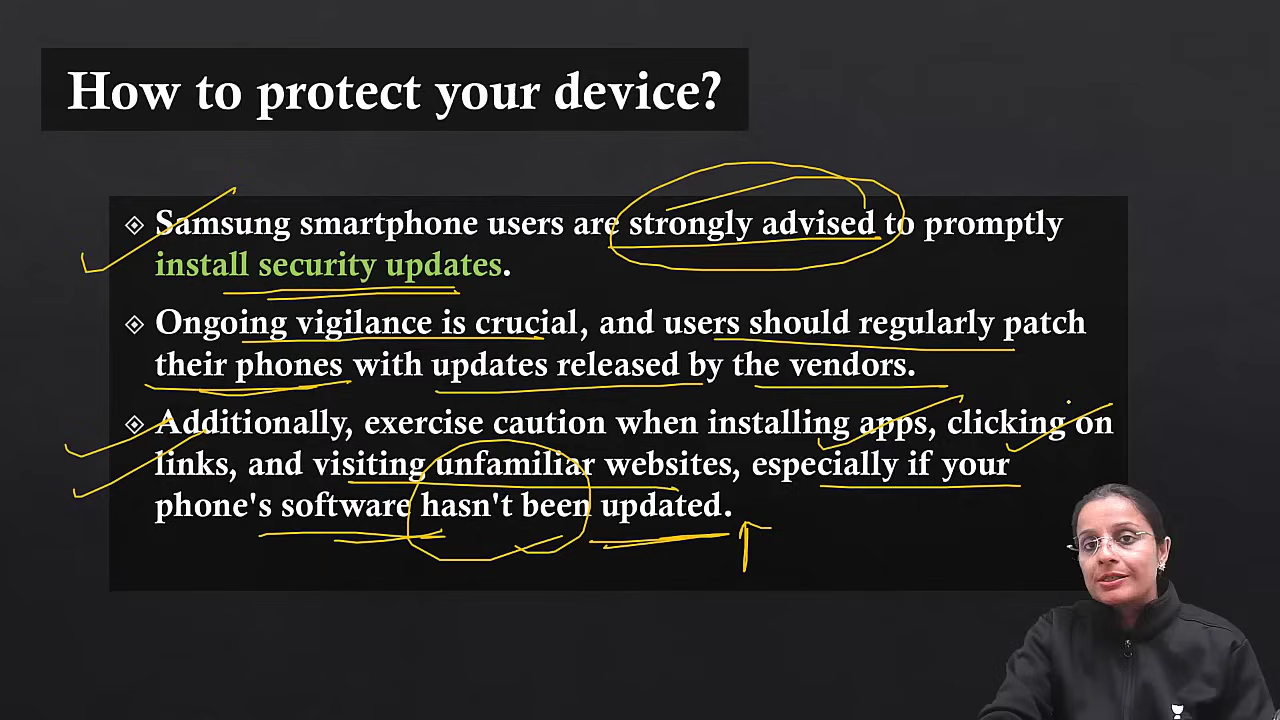 How to protect your device?
Samsung smartphone users are strongly advised to promptly
install security updates.
Ongoing vigilance is crucial, and users should regularly patch
their phones with updates released by the vendors.
Additionally, exercise caution when installing apps, clicking on
links, and visiting unfamiliar websites, especially if your
phone's software hasn't been updated.